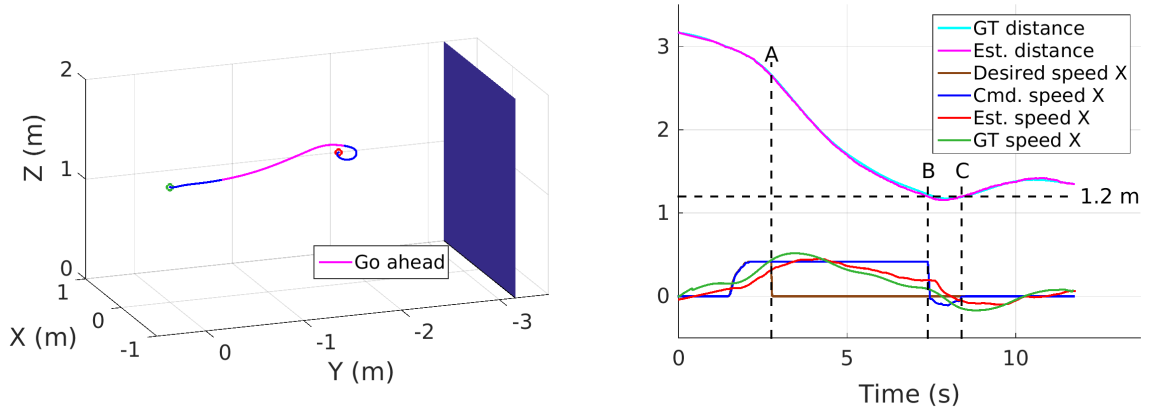 2
1
0
Z (m)
1
0
-1
X (m)
0
-1
-2
-3
Y (m)
Go ahead
3
2
1
0
A
B
C
1.2 m
GT distance
Est. distance
Desired speed X
Cmd. speed X
Est. speed X
GT speed X
0
5
10
Time (s)